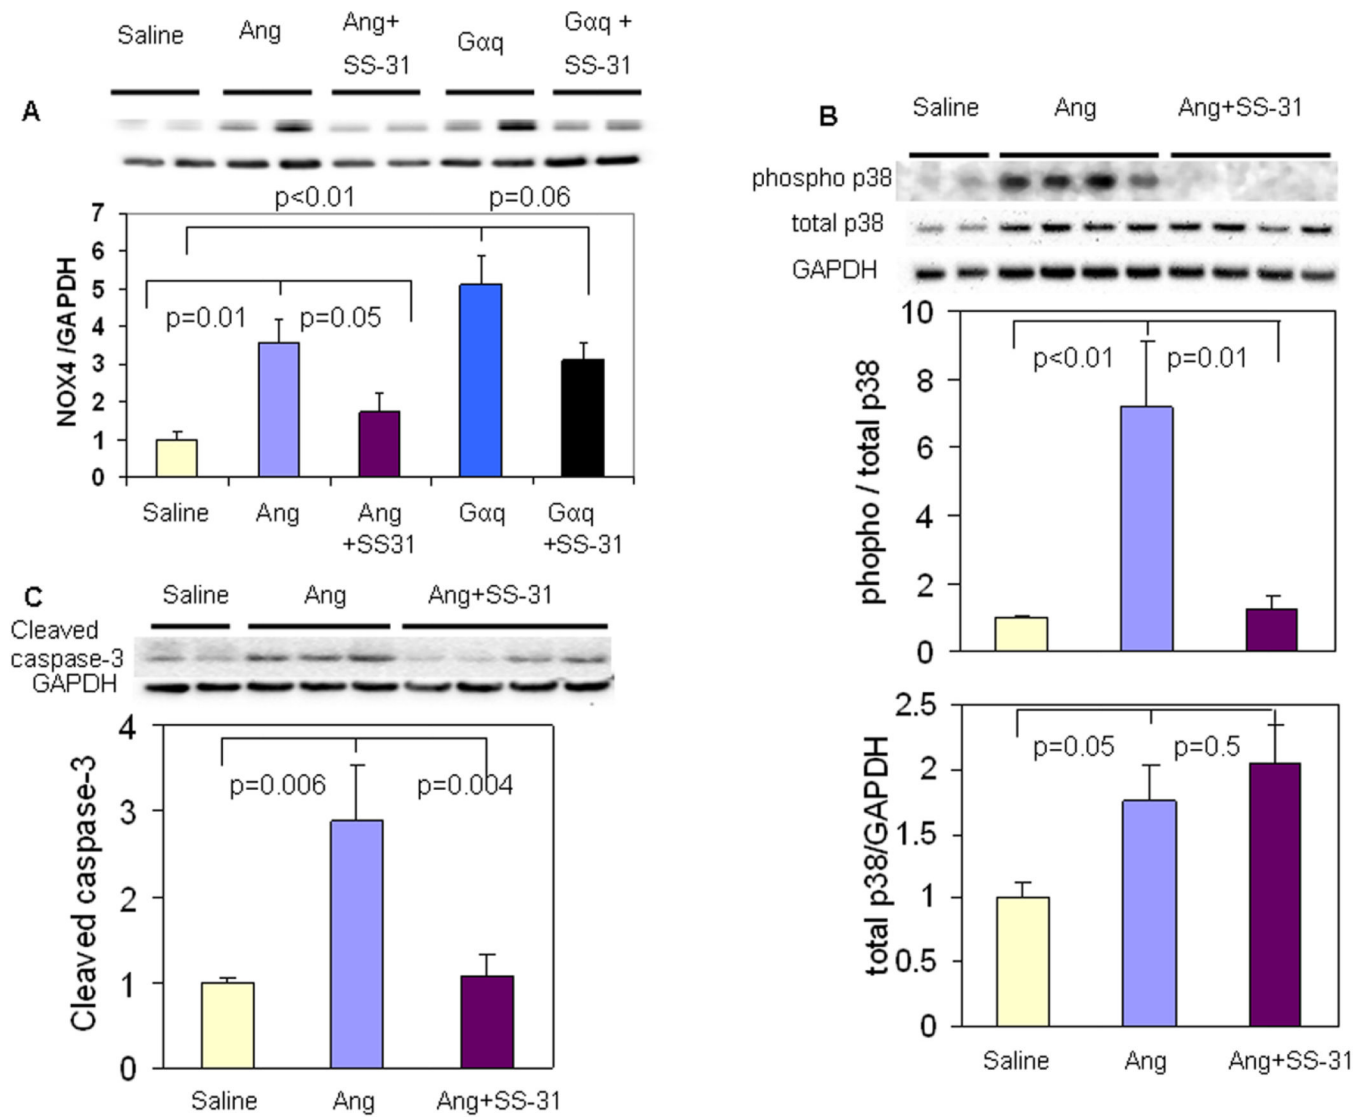 A
Saline
Ang
Ang+
SS-31
Gαq
Gαq +
SS-31
p<0.01
p=0.06
7
6
5
4
3
2
1
0
NOX4 /GAPDH
p=0.01
p=0.05
Saline
Ang
Ang
+SS31
Gαq
Gαq
+SS-31
B
Saline
Ang
Ang+SS-31
phospho p38
total p38
GAPDH
10
8
6
4
2
0
phopho / total p38
p<0.01
p=0.01
2.5
2
1.5
1
0.5
0
total p38/GAPDH
p=0.05
p=0.5
Saline
Ang
Ang+SS-31
C
Saline
Ang
Ang+SS-31
Cleaved
caspase-3
GAPDH
4
3
2
1
0
Cleaved caspase-3
p=0.006
p=0.004
Saline
Ang
Ang+SS-31